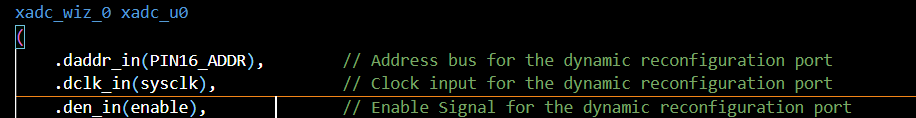 xadc_wiz_0 xadc_u0
(
.daddr_in(PIN16_ADDR), // Address bus for the dynamic reconfiguration port
.dclk_in(sysclk), // Clock input for the dynamic reconfiguration port
.den_in(enable), // Enable Signal for the dynamic reconfiguration port